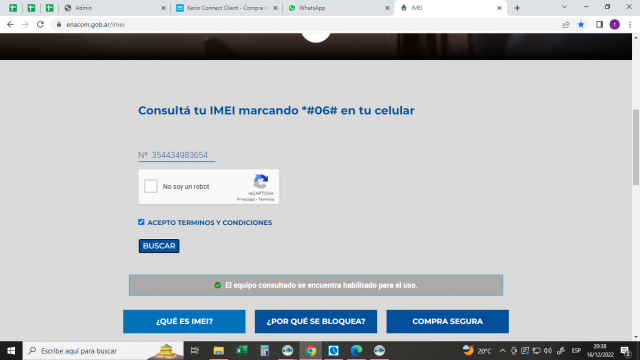 Admin
Kerio Connect Client - Compra In
WhatsApp
IMEI
enacom.gob.ar/imei
t
Consultá tu IMEI marcando *#06# en tu celular
Nº 354434983654
No soy un robot
reCAPTCHA
Privacidad - Términos
ACEPTO TERMINOS Y CONDICIONES
BUSCAR
El equipo consultado se encuentra habilitado para el uso.
¿QUÉ ES IMEI?
¿POR QUÉ SE BLOQUEA?
COMPRA SEGURA
Escribe aquí para buscar
20°C
ESP
20:38
16/12/2022